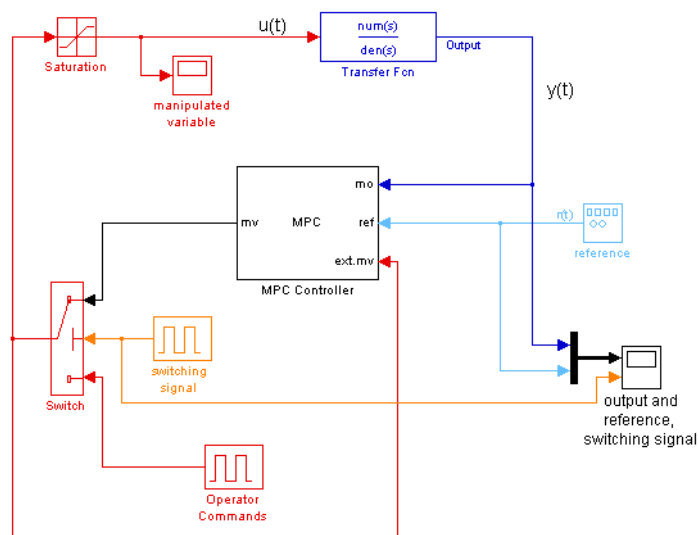 u(t)
num(s)
den(s)
Output
Saturation
Transfer Fcn
manipulated
variable
y(t)
mo
mv
MPC
ref
r(t)
ext.mv
reference
MPC Controller
switching
signal
Switch
output and
reference,
switching signal
Operator
Commands